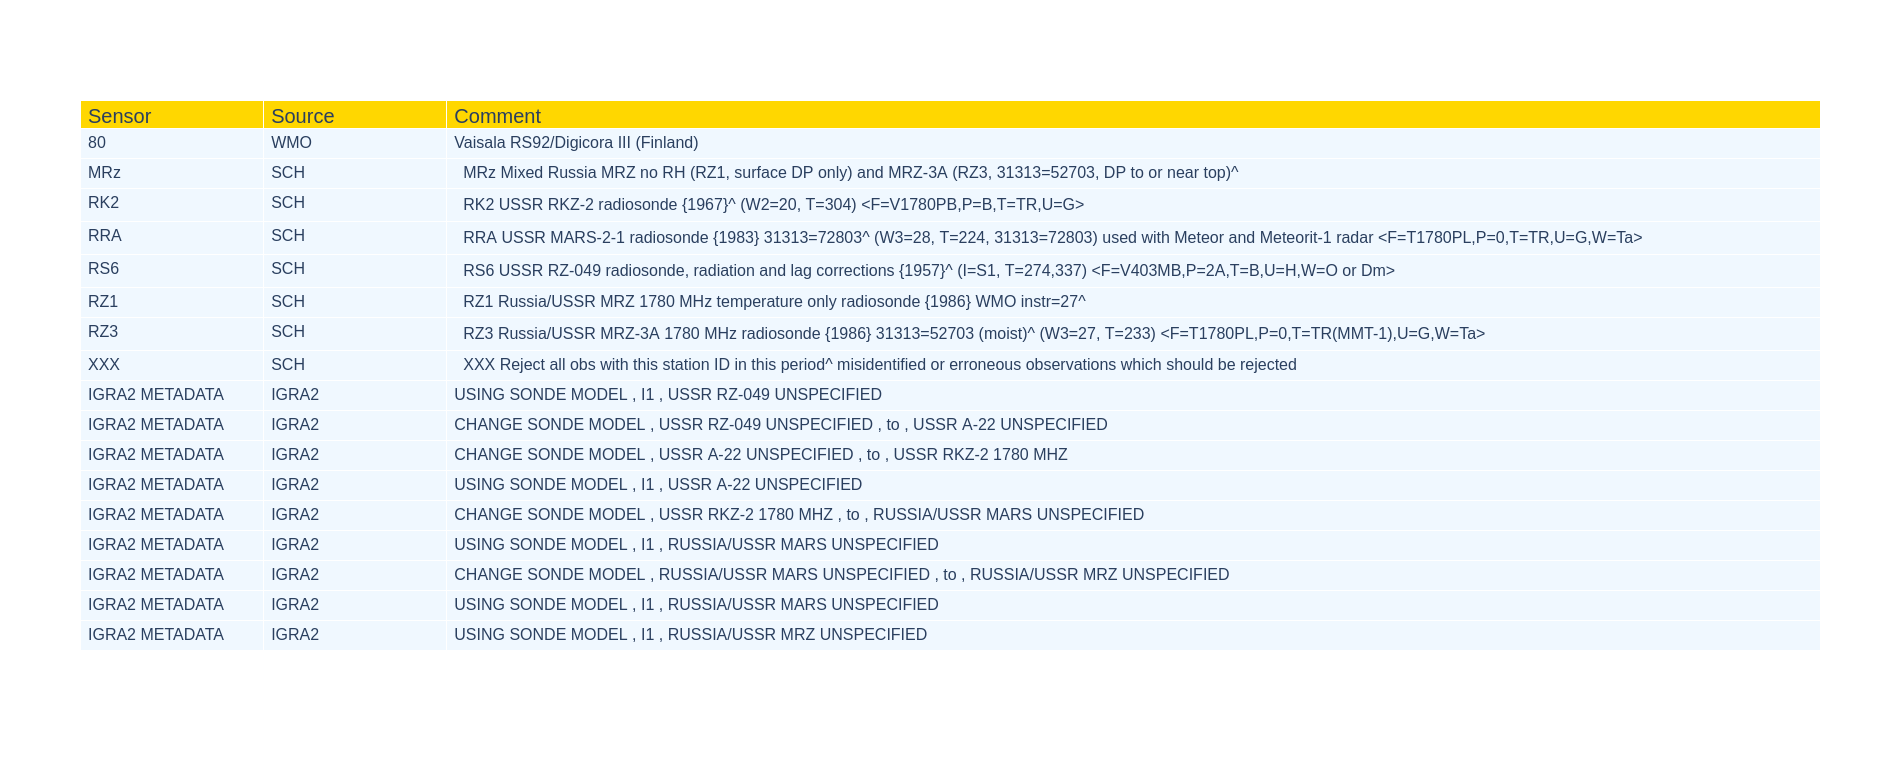 Sensor Source Comment
80 WMO Vaisala RS92/Digicora III (Finland)
MRz SCH MRz Mixed Russia MRZ no RH (RZ1, surface DP only) and MRZ-3A (RZ3, 31313=52703, DP to or near top)^
RK2 SCH RK2 USSR RKZ-2 radiosonde {1967}^ (W2=20, T=304) <F=V1780PB,P=B,T=TR,U=G>
RRA SCH RRA USSR MARS-2-1 radiosonde {1983} 31313=72803^ (W3=28, T=224, 31313=72803) used with Meteor and Meteorit-1 radar <F=T1780PL,P=0,T=TR,U=G,W=Ta>
RS6 SCH RS6 USSR RZ-049 radiosonde, radiation and lag corrections {1957}^ (I=S1, T=274,337) <F=V403MB,P=2A,T=B,U=H,W=O or Dm>
RZ1 SCH RZ1 Russia/USSR MRZ 1780 MHz temperature only radiosonde {1986} WMO instr=27^
RZ3 SCH RZ3 Russia/USSR MRZ-3A 1780 MHz radiosonde {1986} 31313=52703 (moist)^ (W3=27, T=233) <F=T1780PL,P=0,T=TR(MMT-1),U=G,W=Ta>
XXX SCH XXX Reject all obs with this station ID in this period^ misidentified or erroneous observations which should be rejected
IGRA2 METADATA IGRA2 USING SONDE MODEL , I1 , USSR RZ-049 UNSPECIFIED
IGRA2 METADATA IGRA2 CHANGE SONDE MODEL , USSR RZ-049 UNSPECIFIED , to , USSR A-22 UNSPECIFIED
IGRA2 METADATA IGRA2 CHANGE SONDE MODEL , USSR A-22 UNSPECIFIED , to , USSR RKZ-2 1780 MHZ
IGRA2 METADATA IGRA2 USING SONDE MODEL , I1 , USSR A-22 UNSPECIFIED
IGRA2 METADATA IGRA2 CHANGE SONDE MODEL , USSR RKZ-2 1780 MHZ , to , RUSSIA/USSR MARS UNSPECIFIED
IGRA2 METADATA IGRA2 USING SONDE MODEL , I1 , RUSSIA/USSR MARS UNSPECIFIED
IGRA2 METADATA IGRA2 CHANGE SONDE MODEL , RUSSIA/USSR MARS UNSPECIFIED , to , RUSSIA/USSR MRZ UNSPECIFIED
IGRA2 METADATA IGRA2 USING SONDE MODEL , I1 , RUSSIA/USSR MARS UNSPECIFIED
IGRA2 METADATA IGRA2 USING SONDE MODEL , I1 , RUSSIA/USSR MRZ UNSPECIFIED